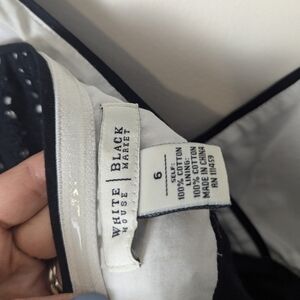 WHITE | BLACK
HOUSE | MARKET
6
SELF:
100% COTTON
LINING:
100% COTTON
MADE IN CHINA
RN 111459